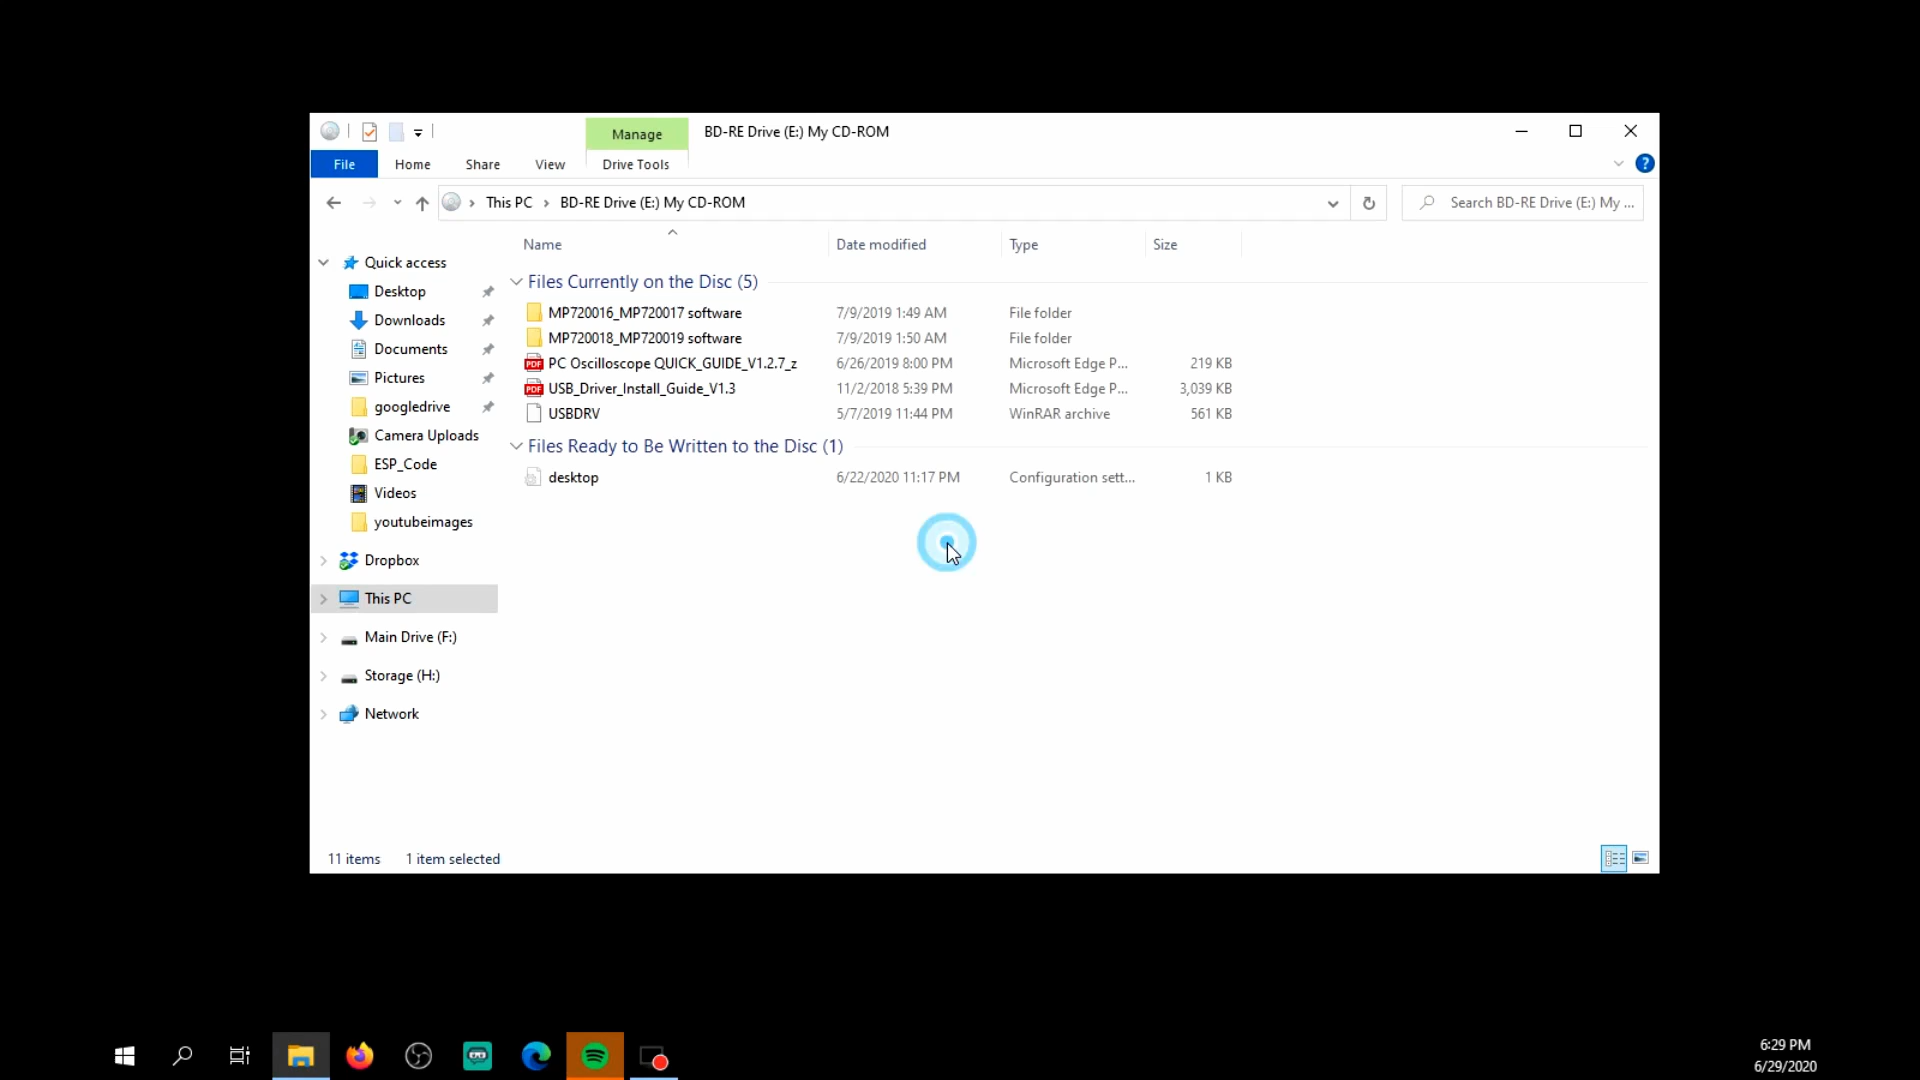 Manage
BD-RE Drive (E:) My CD-ROM
File
Home
Share
View
Drive Tools
?
This PC
BD-RE Drive (E:) My CD-ROM
Search BD-RE Drive (E:) My ...
Name
Date modified
Type
Size
Quick access
Desktop
Downloads
Documents
Pictures
googledrive
Camera Uploads
ESP_Code
Videos
youtubeimages
Dropbox
This PC
Main Drive (F:)
Storage (H:)
Network
Files Currently on the Disc (5)
MP720016_MP720017 software 7/9/2019 1:49 AM File folder
MP720018_MP720019 software 7/9/2019 1:50 AM File folder
PDF PC Oscilloscope QUICK_GUIDE_V1.2.7_z 6/26/2019 8:00 PM Microsoft Edge P... 219 KB
PDF USB_Driver_Install_Guide_V1.3 11/2/2018 5:39 PM Microsoft Edge P... 3,039 KB
USBDRV 5/7/2019 11:44 PM WinRAR archive 561 KB
Files Ready to Be Written to the Disc (1)
desktop 6/22/2020 11:17 PM Configuration sett... 1 KB
11 items 1 item selected
6:29 PM
6/29/2020